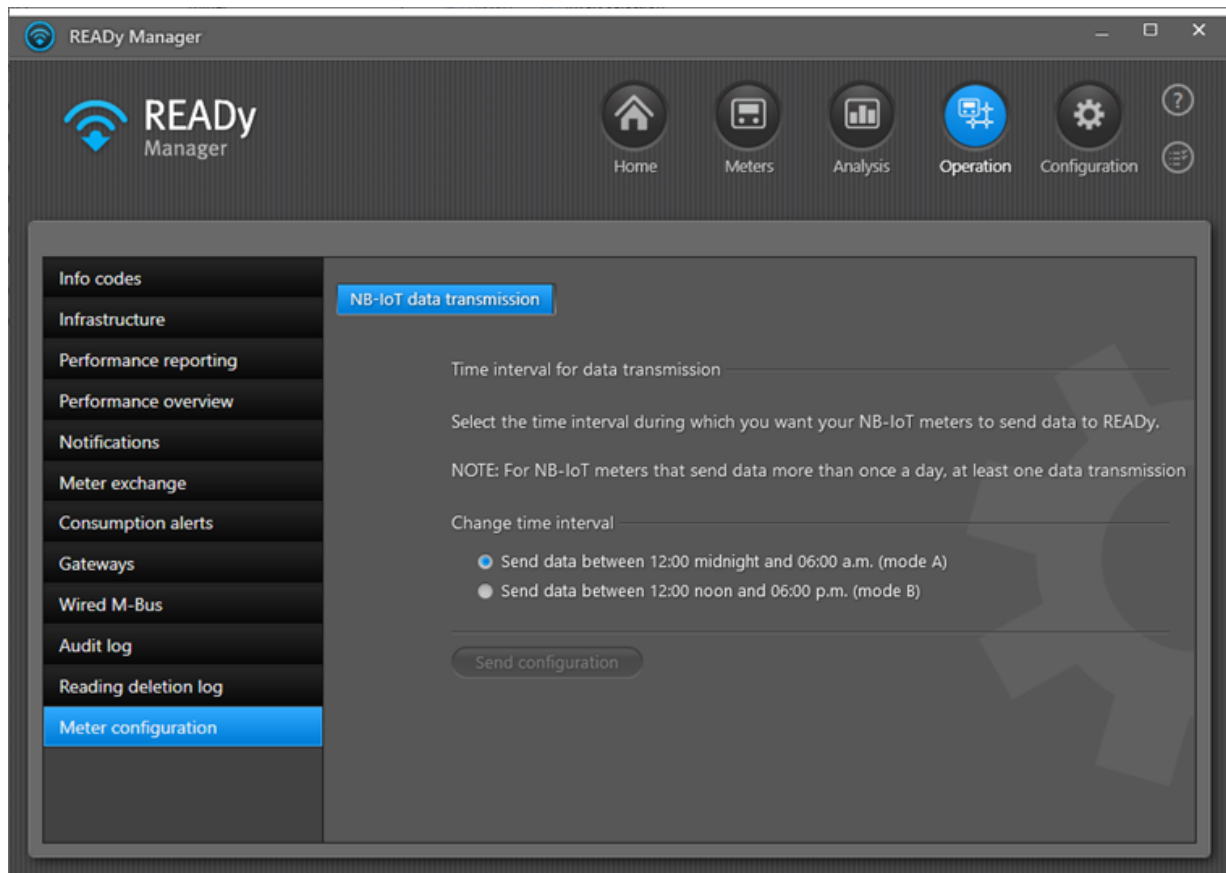 READy Manager
READy
Manager
Home
Meters
Analysis
Operation
Configuration
?
Info codes
Infrastructure
Performance reporting
Performance overview
Notifications
Meter exchange
Consumption alerts
Gateways
Wired M-Bus
Audit log
Reading deletion log
Meter configuration
NB-IoT data transmission
Time interval for data transmission
Select the time interval during which you want your NB-IoT meters to send data to READy.
NOTE: For NB-IoT meters that send data more than once a day, at least one data transmission
Change time interval
Send data between 12:00 midnight and 06:00 a.m. (mode A)
Send data between 12:00 noon and 06:00 p.m. (mode B)
Send configuration